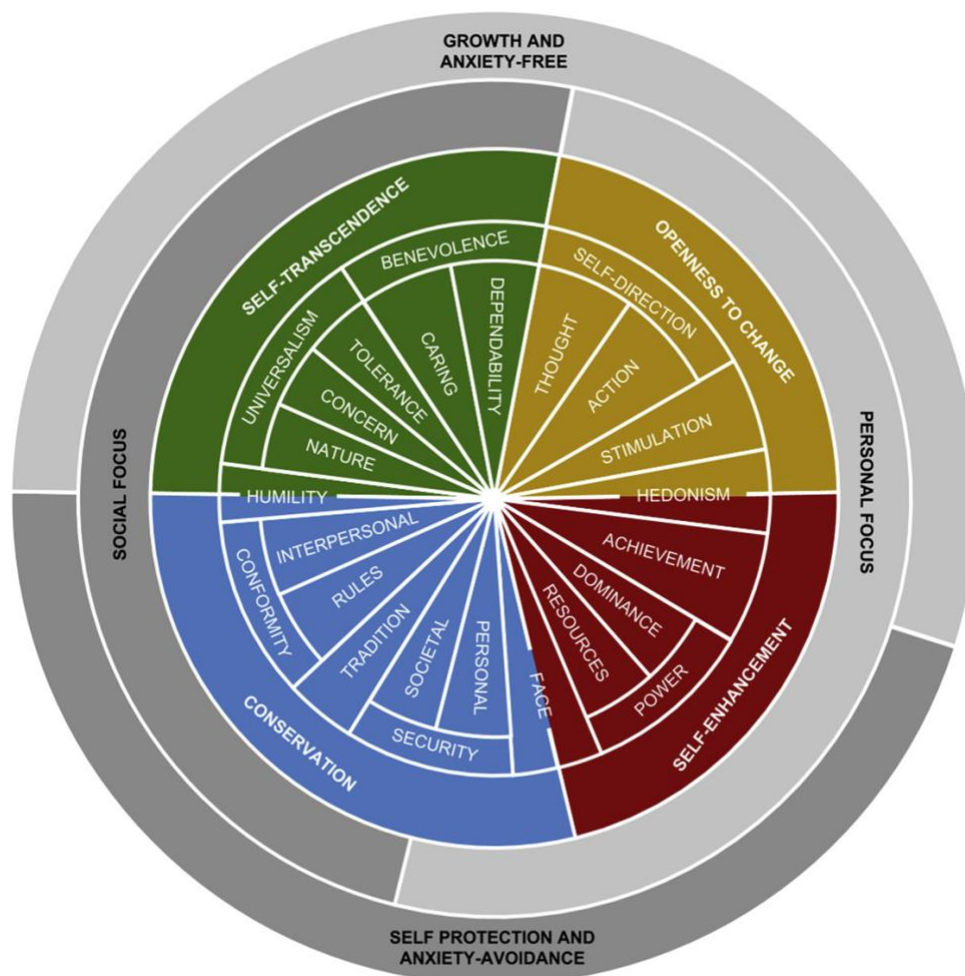 GROWTH AND
ANXIETY-FREE
SELF-TRANSCENDENCE
OPENNESS TO CHANGE
BENEVOLENCE
SELF-DIRECTION
UNIVERSALISM
TOLERANCE
CARING
DEPENDABILITY
THOUGHT
ACTION
CONCERN
STIMULATION
NATURE
HUMILITY
HEDONISM
SOCIAL FOCUS
PERSONAL FOCUS
INTERPERSONAL
ACHIEVEMENT
CONFORMITY
RULES
DOMINANCE
TRADITION
SOCIETAL
PERSONAL
FACE
RESOURCES
POWER
SECURITY
CONSERVATION
SELF-ENHANCEMENT
SELF PROTECTION AND
ANXIETY-AVOIDANCE